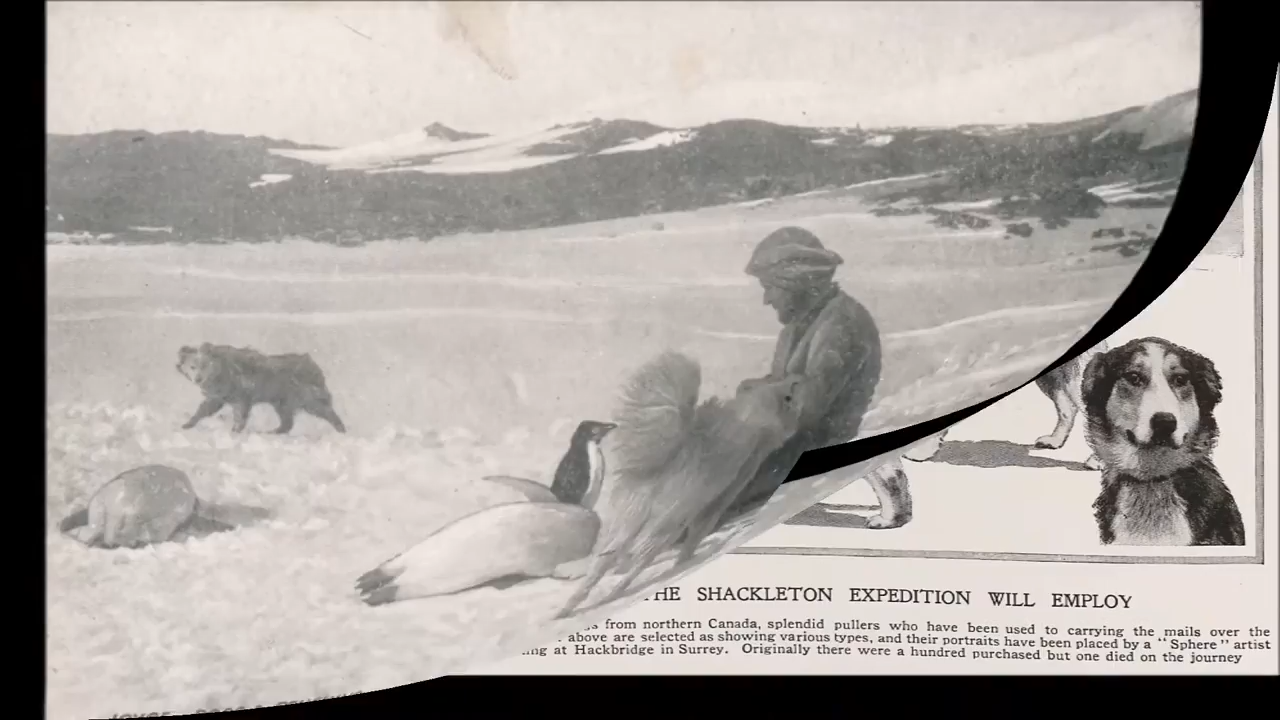 THE SHACKLETON EXPEDITION WILL EMPLOY
from northern Canada, splendid pullers who have been used to carrying the mails over the
above are selected as showing various types, and their portraits have been placed by a "Sphere" artist
at Hackbridge in Surrey. Originally there were a hundred purchased but one died on the journey
JOYCE